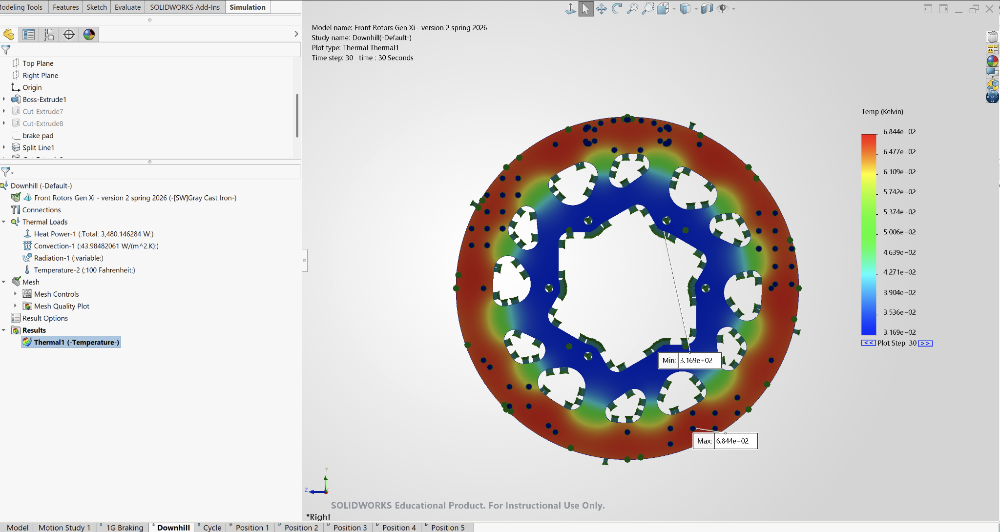 Modeling Tools
Features
Sketch
Evaluate
SOLIDWORKS Add-Ins
Simulation
Top Plane
Right Plane
Origin
Boss-Extrude1
Cut-Extrude7
Cut-Extrude8
brake pad
Split Line1
Downhill (-Default-)
Front Rotors Gen Xi - version 2 spring 2026 (-[SW]Gray Cast Iron-)
Connections
Thermal Loads
Heat Power-1 (:Total: 3,480.146284 W:)
Convection-1 (:43.98482061 W/(m^2.K):)
Radiation-1 (:variable:)
Temperature-2 (:100 Fahrenheit:)
Mesh
Mesh Controls
Mesh Quality Plot
Result Options
Results
Thermal1 (-Temperature-)
Model name: Front Rotors Gen Xi - version 2 spring 2026
Study name: Downhill(-Default-)
Plot type: Thermal Thermal1
Time step: 30 time : 30 Seconds
Temp (Kelvin)
6.844e+02
6.477e+02
6.109e+02
5.742e+02
5.374e+02
5.006e+02
4.639e+02
4.271e+02
3.904e+02
3.536e+02
3.169e+02
<< Plot Step: 30 >>
Min: 3.169e+02
Max: 6.844e+02
Y
Z
SOLIDWORKS Educational Product. For Instructional Use Only.
*Right
Model
Motion Study 1
1G Braking
Downhill
Cycle
Position 1
Position 2
Position 3
Position 4
Position 5